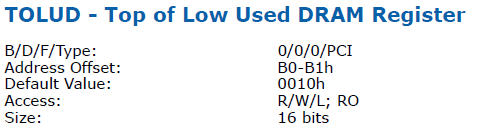 TOLUD - Top of Low Used DRAM Register
B/D/F/Type: 0/0/0/PCI
Address Offset: B0-B1h
Default Value: 0010h
Access: R/W/L; RO
Size: 16 bits